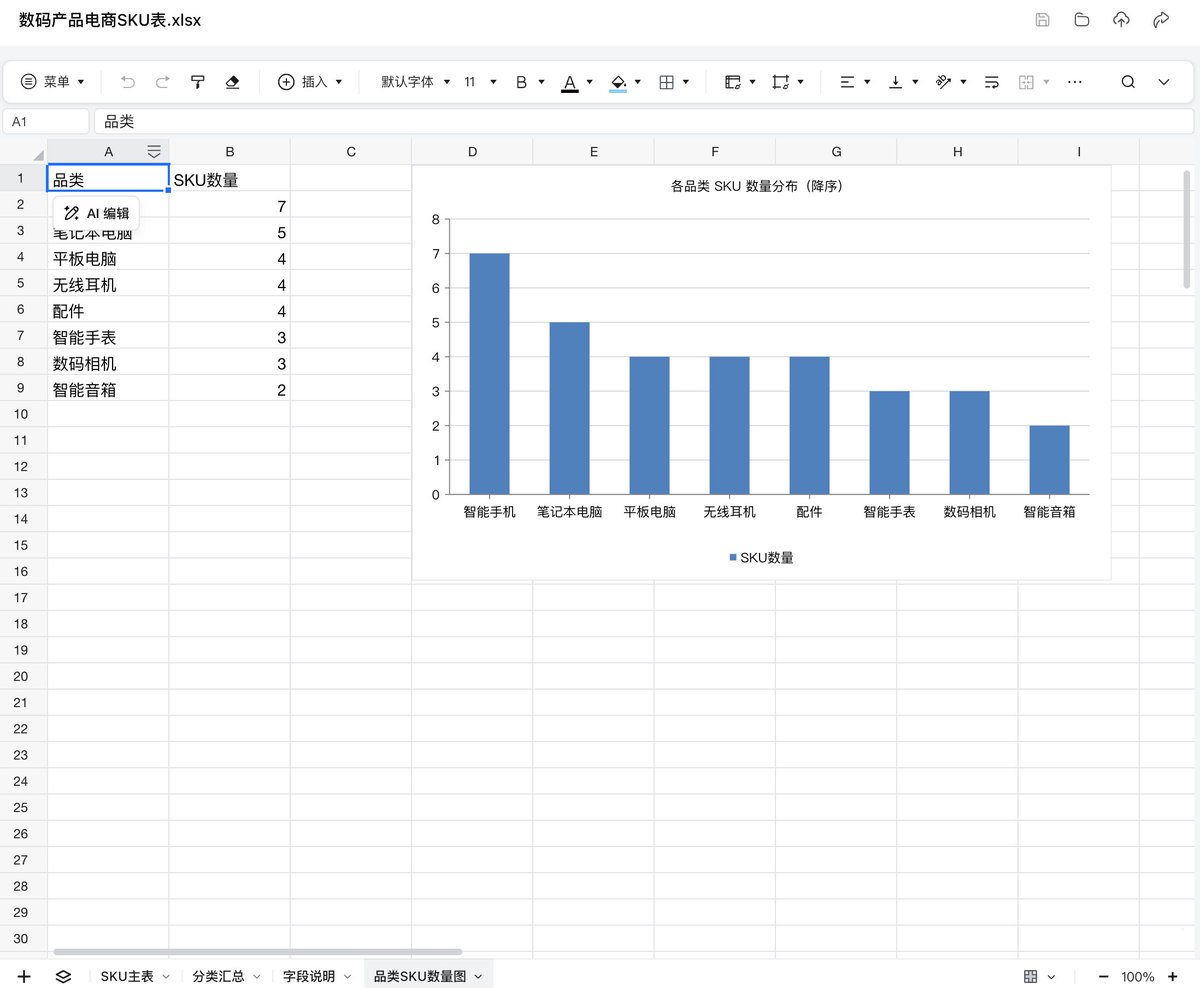 数码产品电商SKU表.xlsx
菜单 插入 默认字体 11 B A
A1 品类
A B C D E F G H I
1 品类 SKU数量
2 7
AI 编辑
3 笔记本电脑 5
4 平板电脑 4
5 无线耳机 4
6 配件 4
7 智能手表 3
8 数码相机 3
9 智能音箱 2
10
11
12
13
14
15
16
17
18
19
20
21
22
23
24
25
26
27
28
29
30
各品类 SKU 数量分布（降序）
8
7
6
5
4
3
2
1
0
智能手机 笔记本电脑 平板电脑 无线耳机 配件 智能手表 数码相机 智能音箱
SKU数量
SKU主表 分类汇总 字段说明 品类SKU数量图 100%